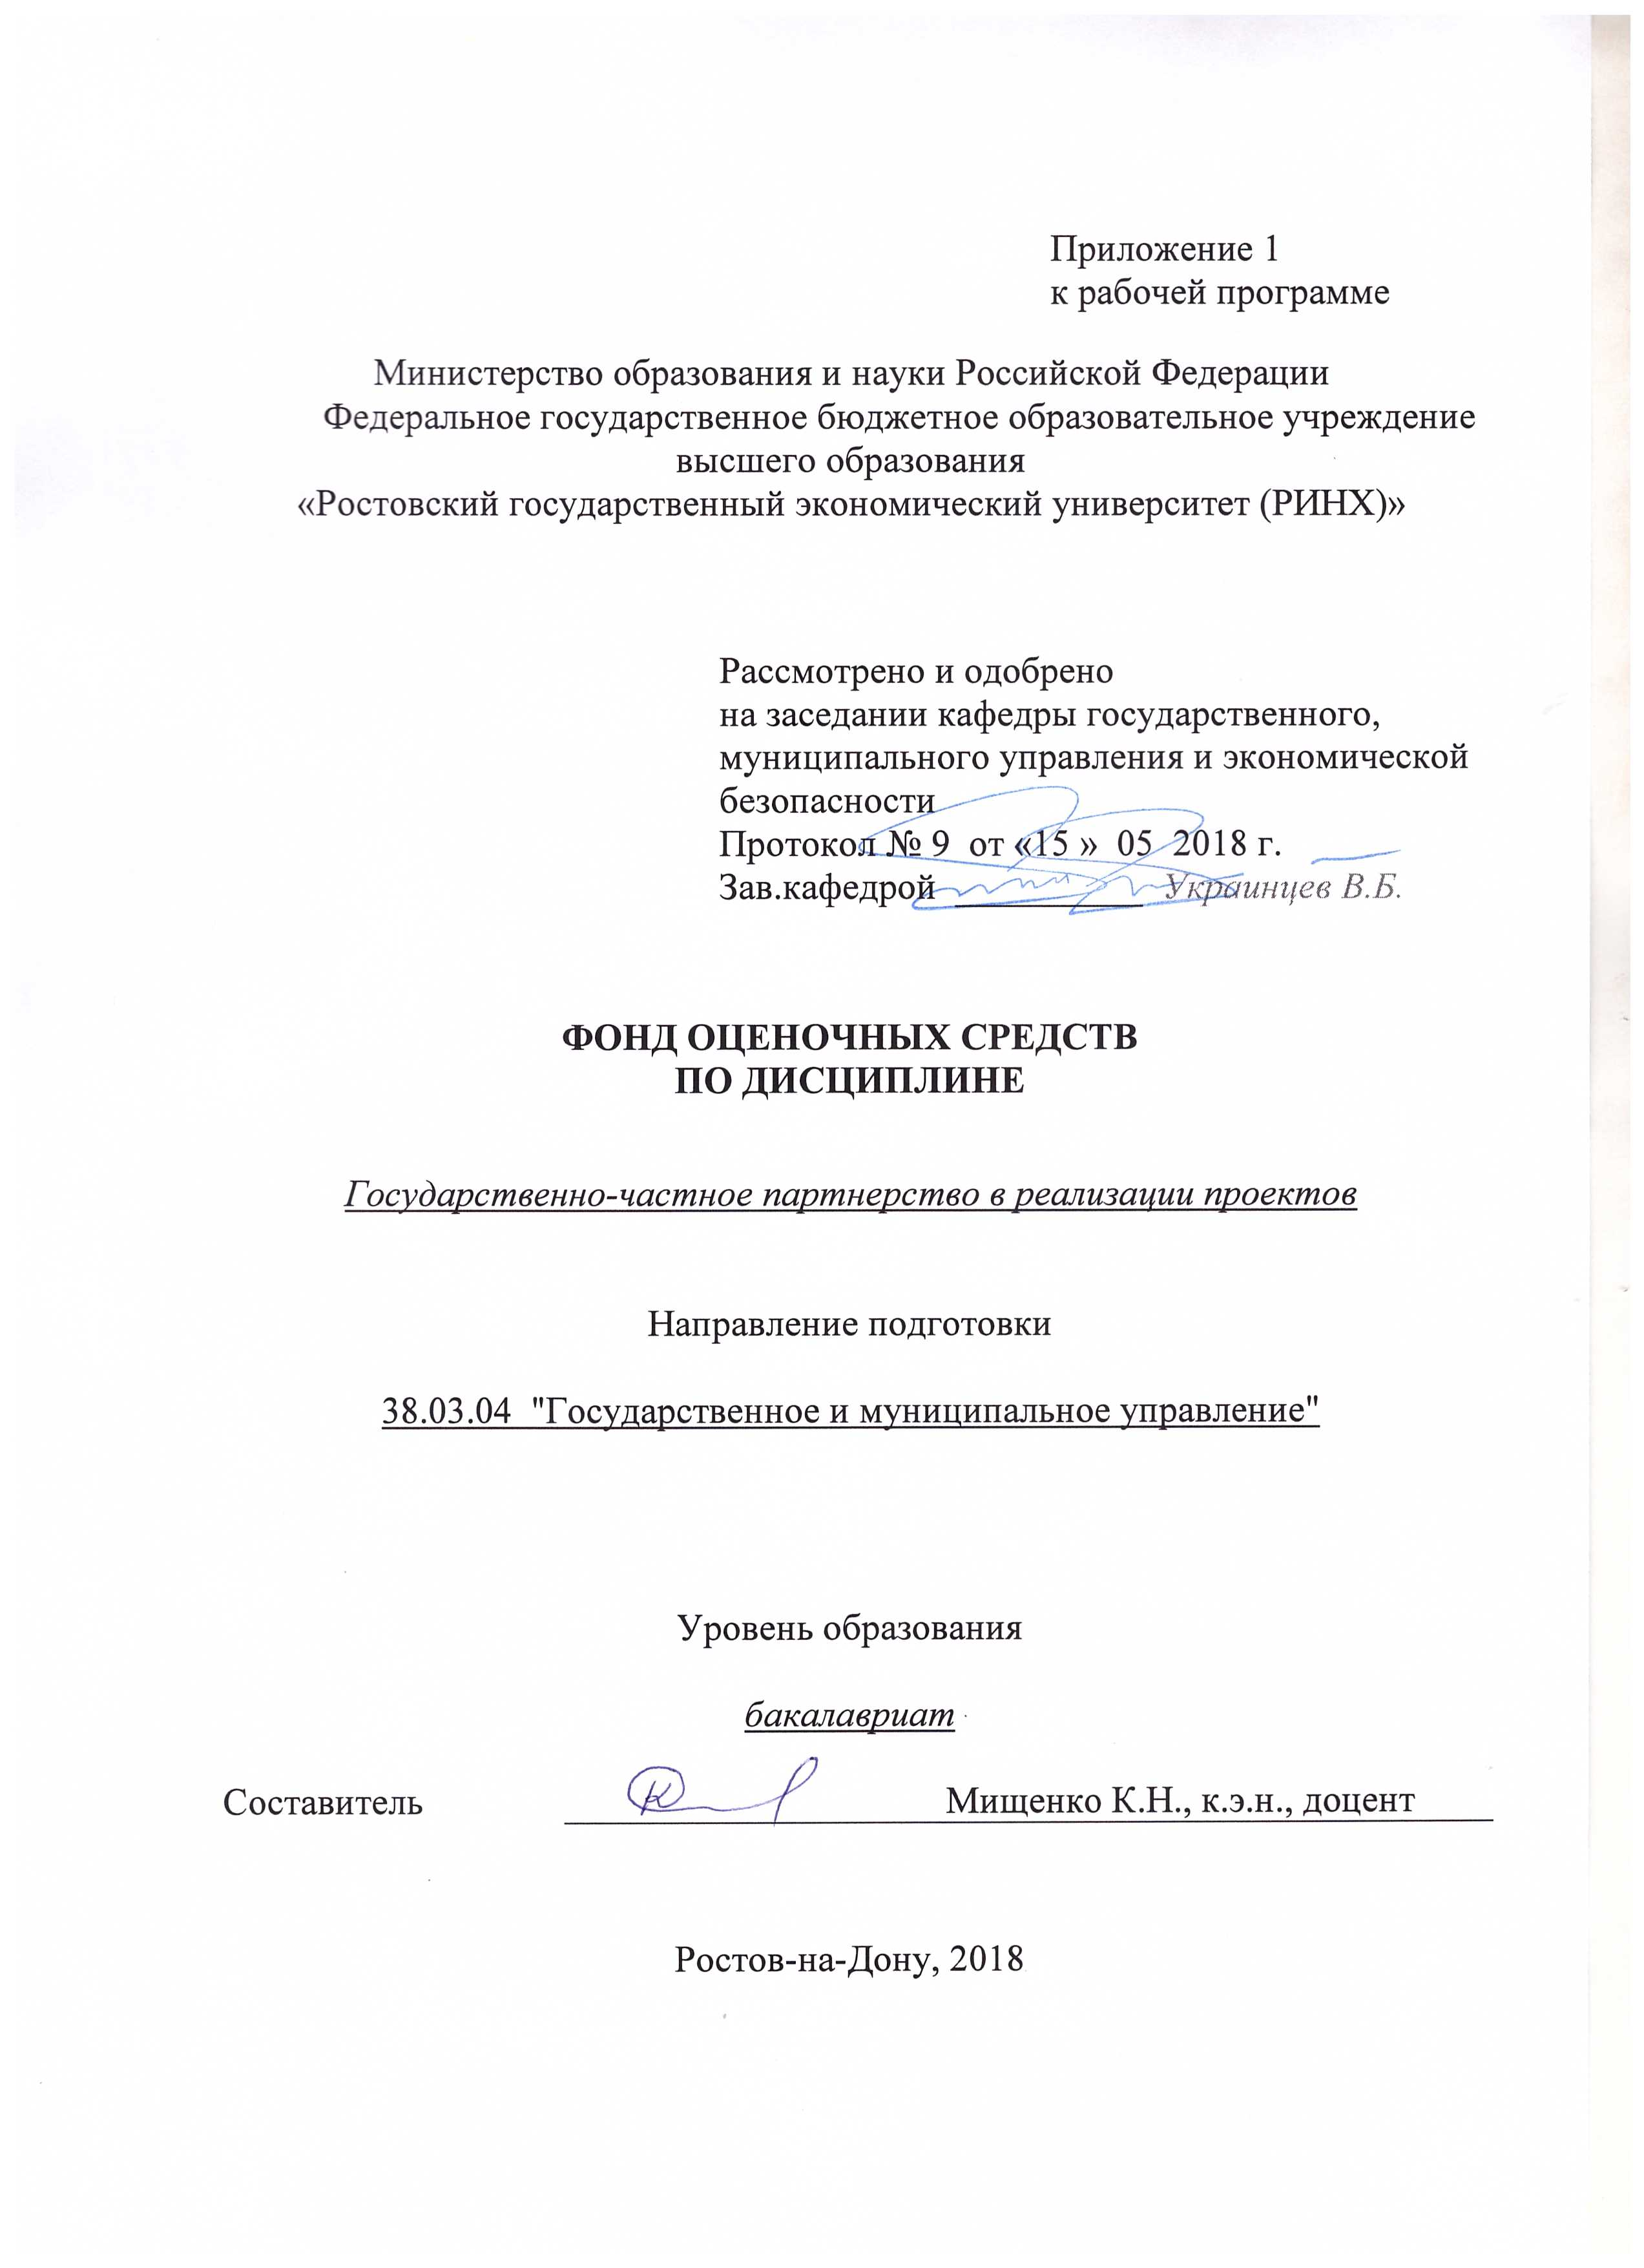 Приложение 1
к рабочей программе
Министерство образования и науки Российской Федерации
Федеральное государственное бюджетное образовательное учреждение
высшего образования
«Ростовский государственный экономический университет (РИНХ)»
Рассмотрено и одобрено
на заседании кафедры государственного,
муниципального управления и экономической
безопасности
Протокол № 9 от «15 » 05 2018 г.
Зав.кафедрой __________ Украинцев В.Б.
ФОНД ОЦЕНОЧНЫХ СРЕДСТВ
ПО ДИСЦИПЛИНЕ
Государственно-частное партнерство в реализации проектов
Направление подготовки
38.03.04 "Государственное и муниципальное управление"
Уровень образования
бакалавриат
Составитель Мищенко К.Н., к.э.н., доцент
Ростов-на-Дону, 2018